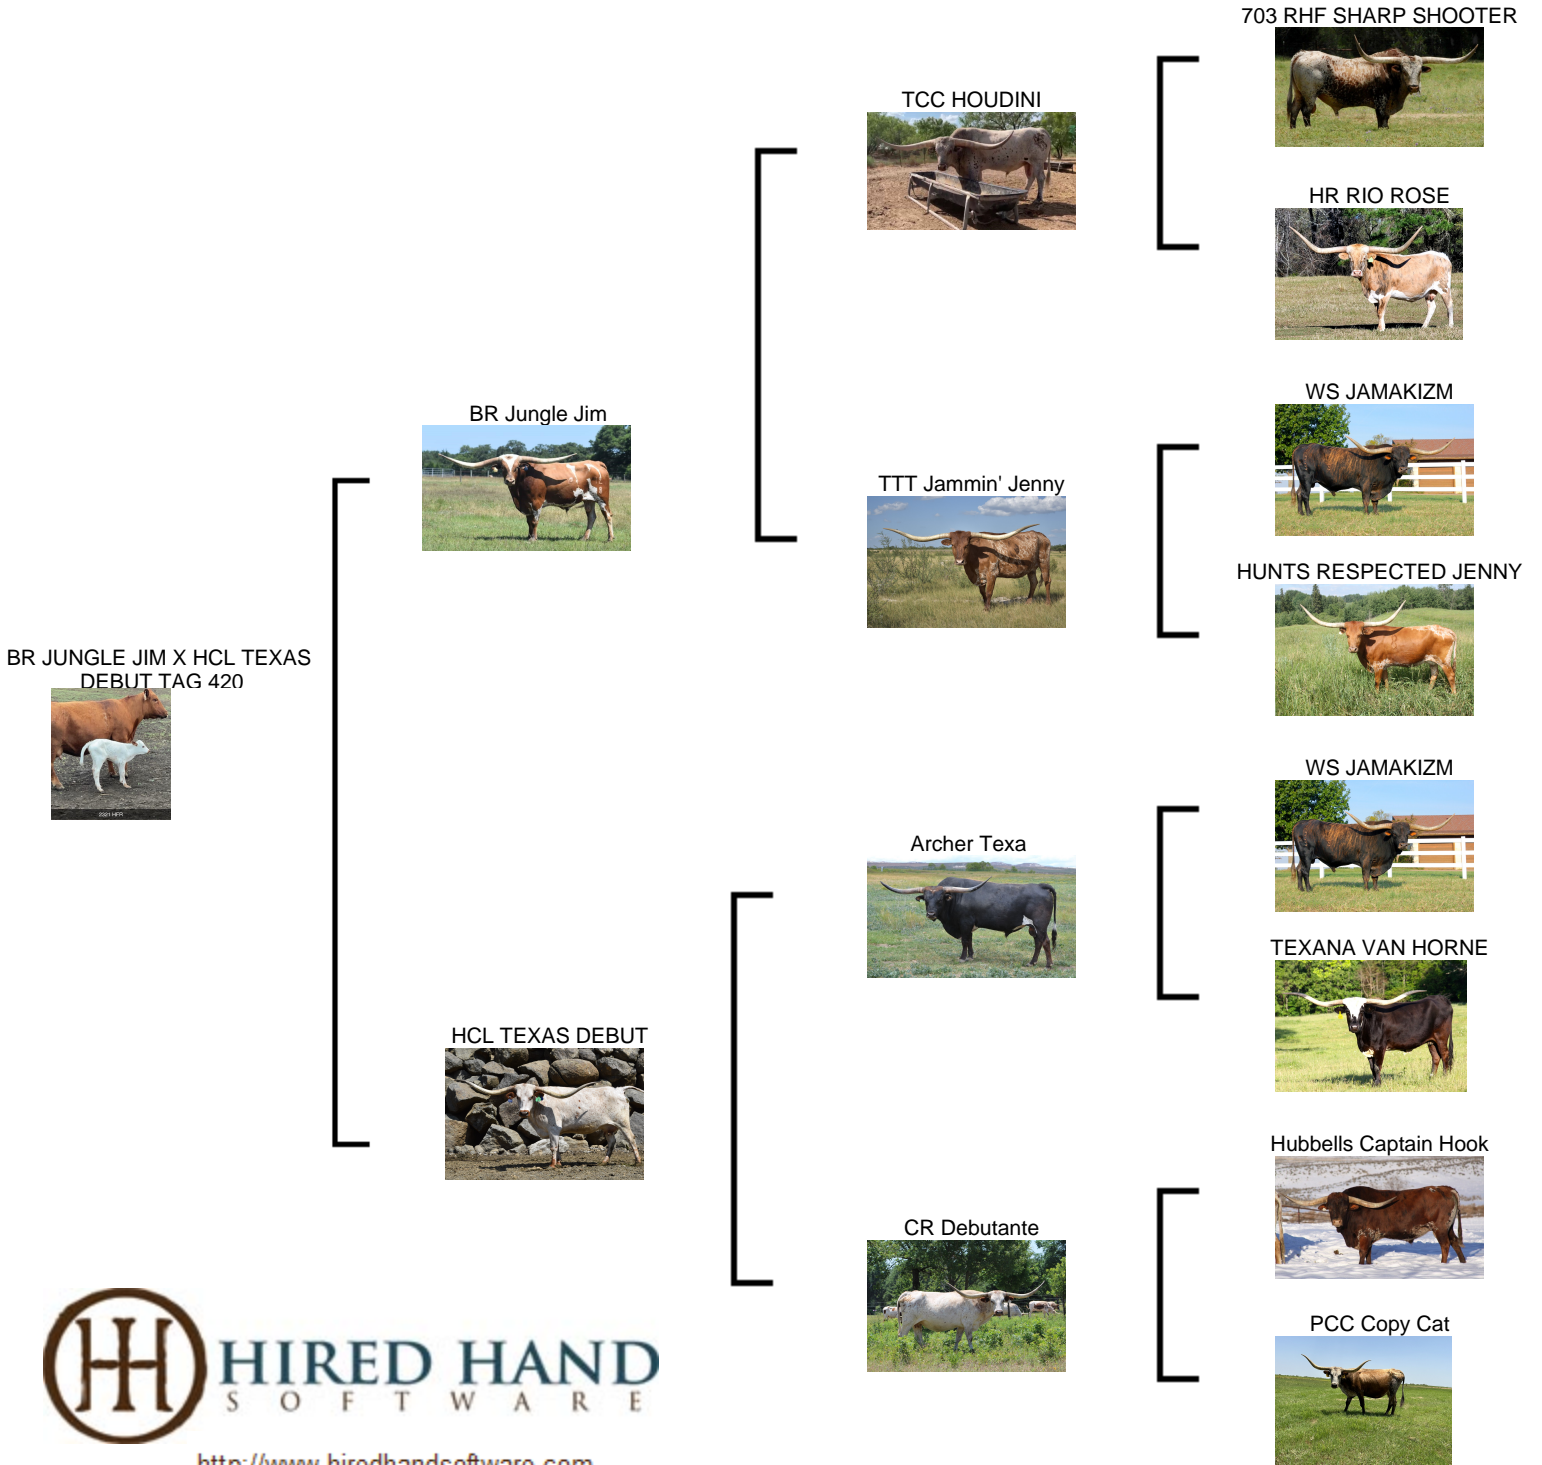 703 RHF SHARP SHOOTER
TCC HOUDINI
HR RIO ROSE
WS JAMAKIZM
BR Jungle Jim
TTT Jammin' Jenny
HUNTS RESPECTED JENNY
BR JUNGLE JIM X HCL TEXAS
DEBUT TAG 420
2321 HFR
WS JAMAKIZM
Archer Texa
TEXANA VAN HORNE
HCL TEXAS DEBUT
Hubbells Captain Hook
CR Debutante
PCC Copy Cat
HIRED HAND
SOFTWARE
http://www.hiredhandsoftware.com